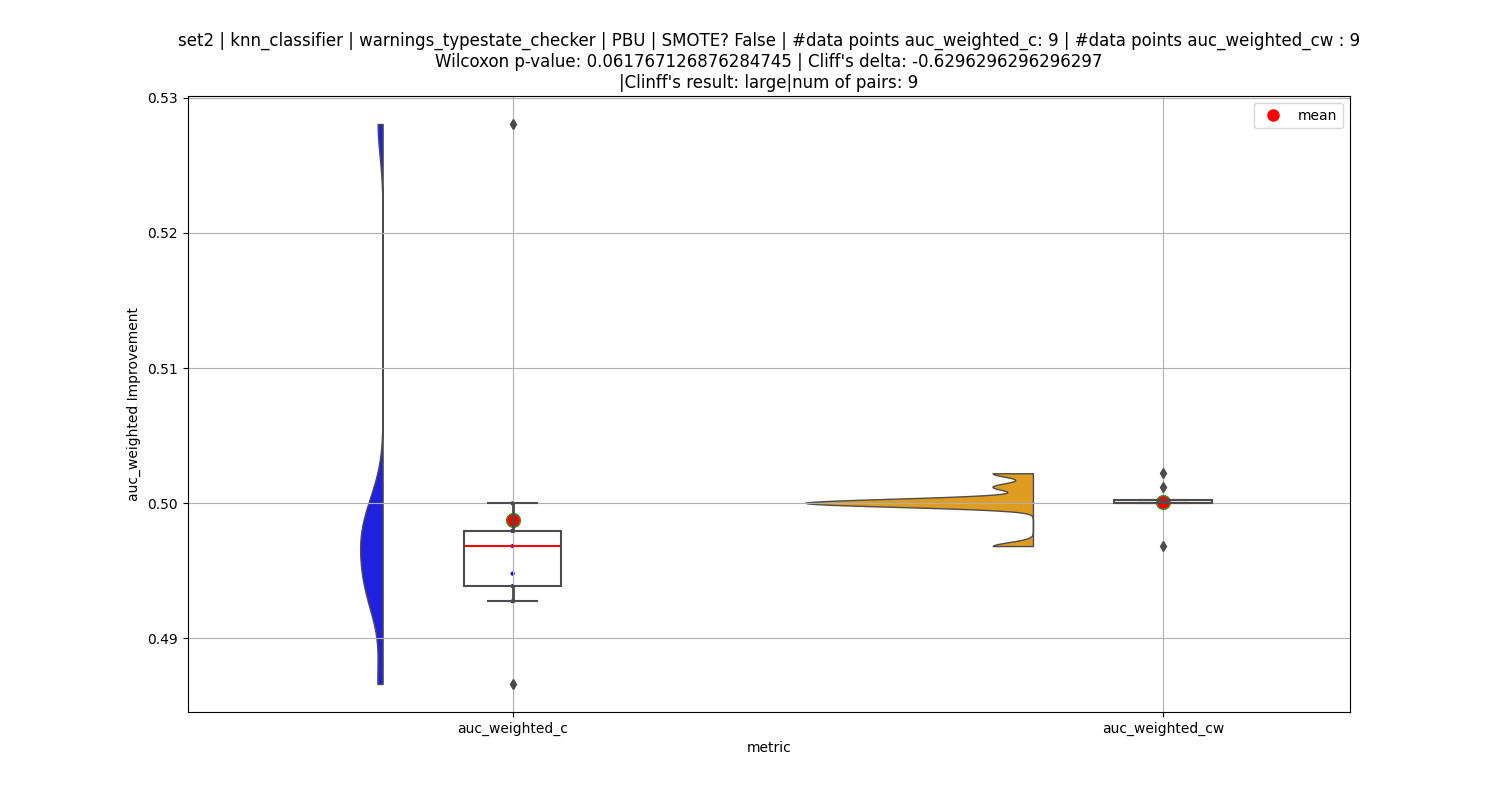 set2 | knn_classifier | warnings_typestate_checker | PBU | SMOTE? False | #data points auc_weighted_c: 9 | #data points auc_weighted_cw : 9
Wilcoxon p-value: 0.061767126876284745 | Cliff's delta: -0.6296296296296297
|Clinff's result: large|num of pairs: 9
0.53
mean
0.52
0.51
auc_weighted Improvement
0.50
0.49
auc_weighted_c
auc_weighted_cw
metric